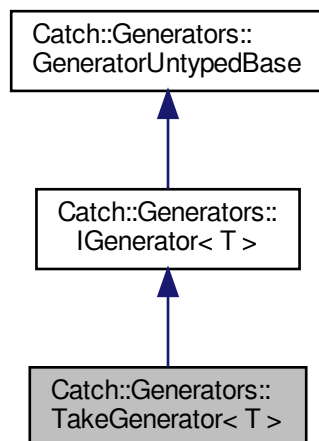 Catch::Generators::
GeneratorUntypedBase
Catch::Generators::
IGenerator< T >
Catch::Generators::
TakeGenerator< T >